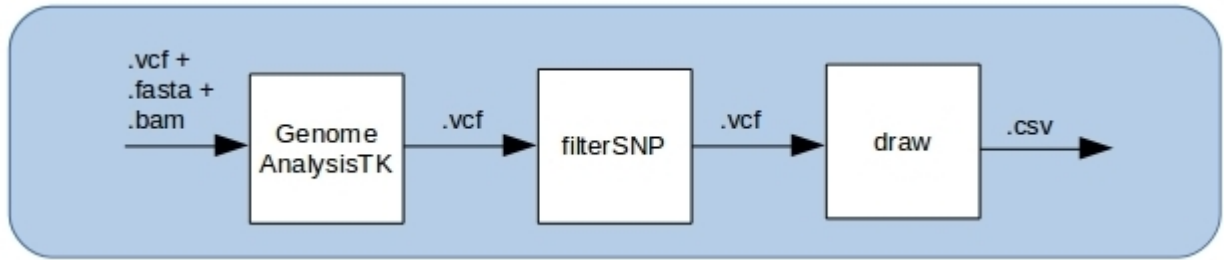 .vcf +
.fasta +
.bam
Genome
AnalysisTK
.vcf
filterSNP
.vcf
draw
.csv